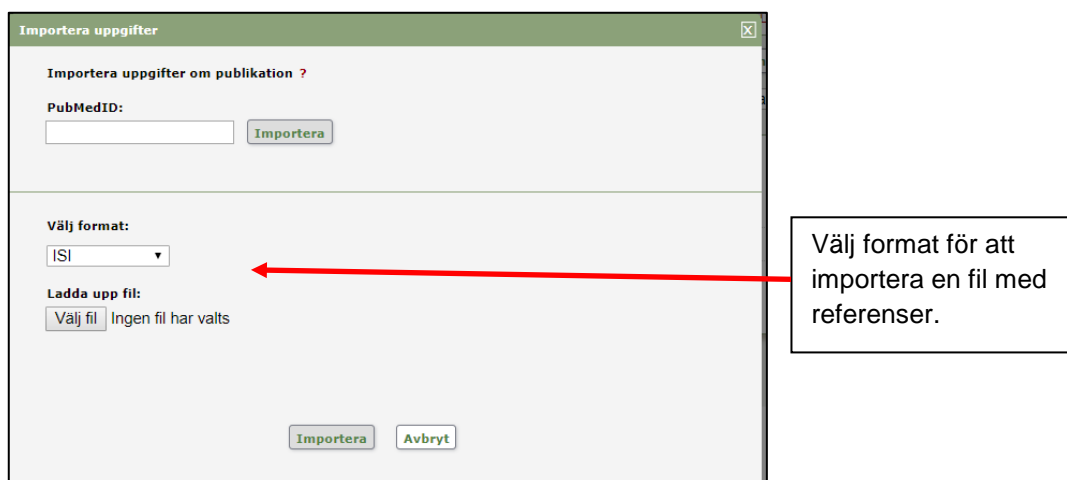 Importera uppgifter
X
Importera uppgifter om publikation ?
PubMedID:
Importera
Välj format:
ISI
Ladda upp fil:
Välj fil Ingen fil har valts
Importera Avbryt
Välj format för att
importera en fil med
referenser.